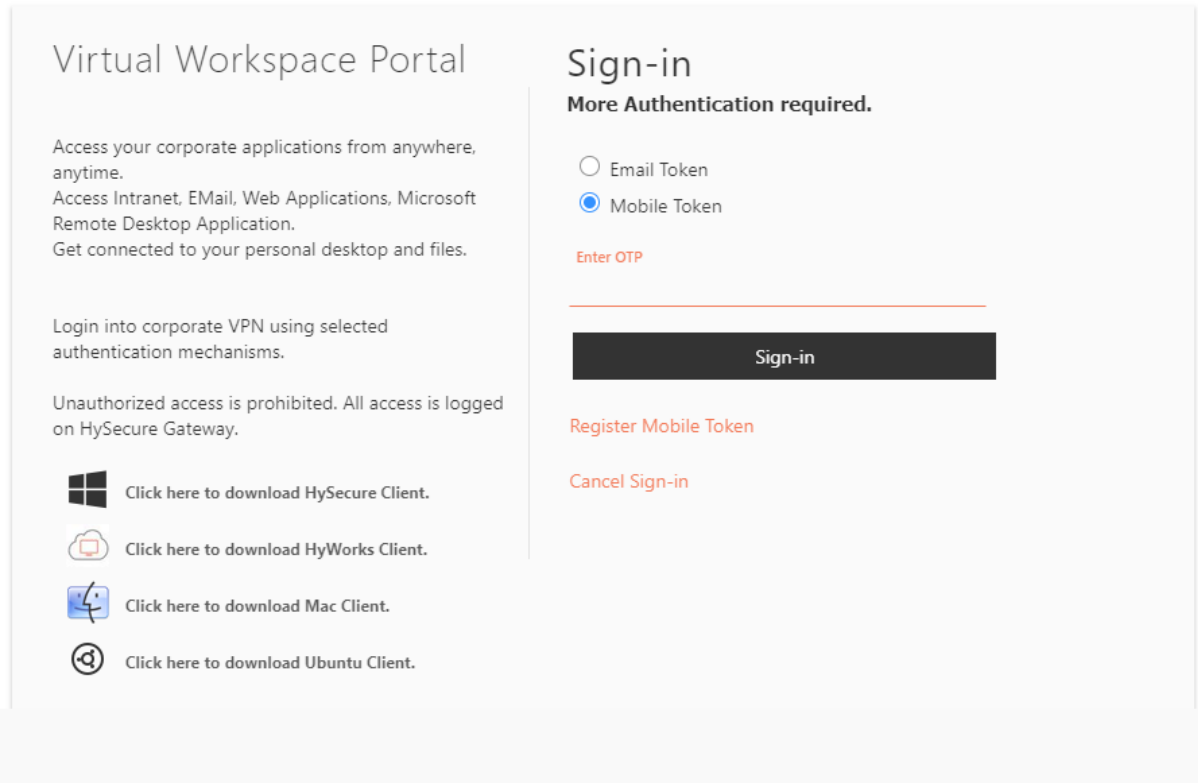 Virtual Workspace Portal
Access your corporate applications from anywhere,
anytime.
Access Intranet, EMail, Web Applications, Microsoft
Remote Desktop Application.
Get connected to your personal desktop and files.
Login into corporate VPN using selected
authentication mechanisms.
Unauthorized access is prohibited. All access is logged
on HySecure Gateway.
Click here to download HySecure Client.
Click here to download HyWorks Client.
Click here to download Mac Client.
Click here to download Ubuntu Client.
Sign-in
More Authentication required.
Email Token
Mobile Token
Enter OTP
Sign-in
Register Mobile Token
Cancel Sign-in